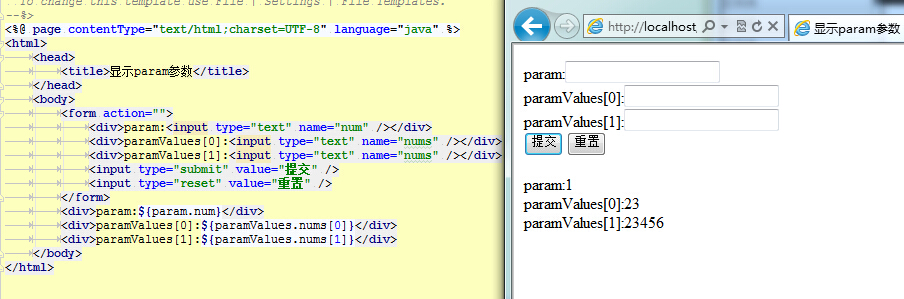 To change this template use File | Settings | File Templates.
--%>
<%@ page contentType="text/html;charset=UTF-8" language="java" %>
<html>
<head>
<title>显示param参数</title>
</head>
<body>
<form action="">
<div>param:<input type="text" name="num" /></div>
<div>paramValues[0]:<input type="text" name="nums" /></div>
<div>paramValues[1]:<input type="text" name="nums" /></div>
<input type="submit" value="提交" />
<input type="reset" value="重置" />
</form>
<div>param:${param.num}</div>
<div>paramValues[0]:${paramValues.nums[0]}</div>
<div>paramValues[1]:${paramValues.nums[1]}</div>
</body>
</html>
http://localhost
显示param参数
param:
paramValues[0]:
paramValues[1]:
提交 重置
param:1
paramValues[0]:23
paramValues[1]:23456